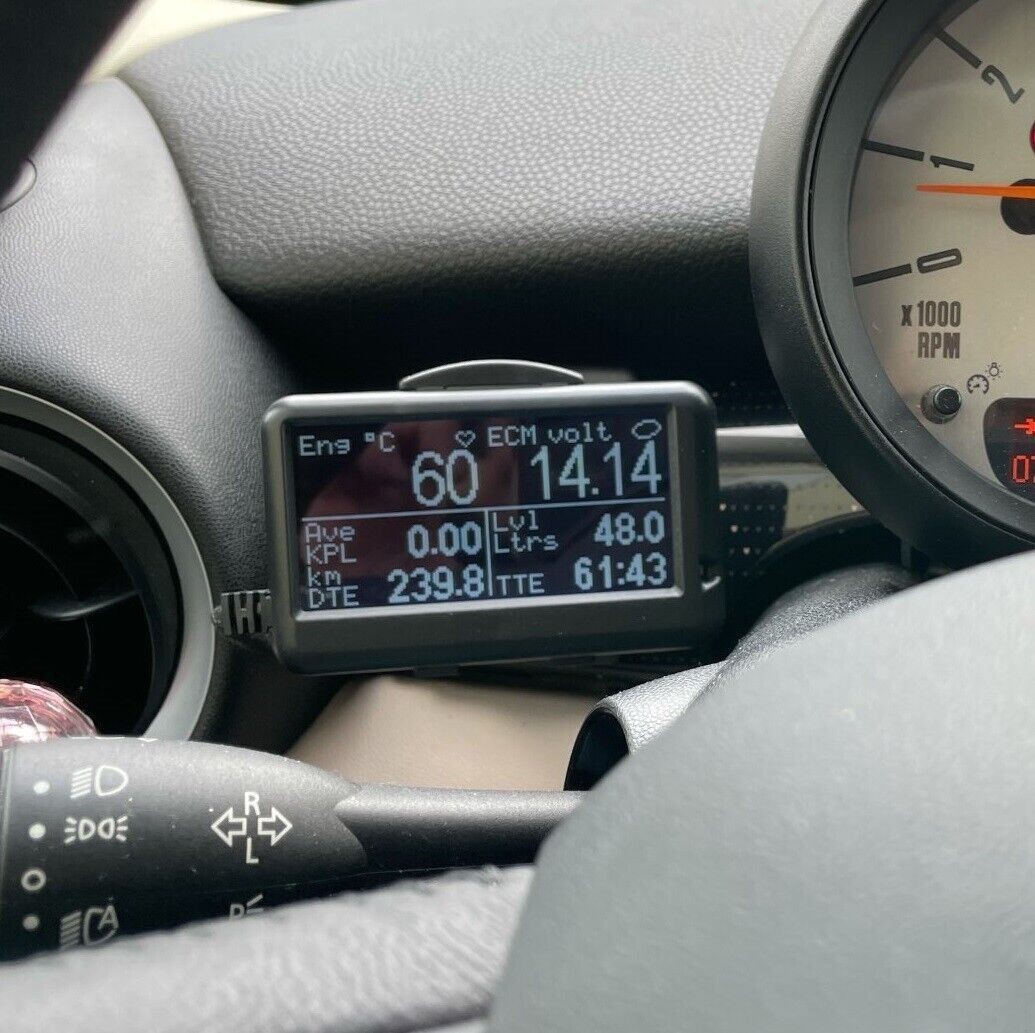 2
1
0
x 1000
RPM
Eng °C
60
ECM volt
14.14
Ave
KPL
0.00
Lvl
Ltrs
48.0
km
DTE
239.8
TTE
61:43
R
L
A